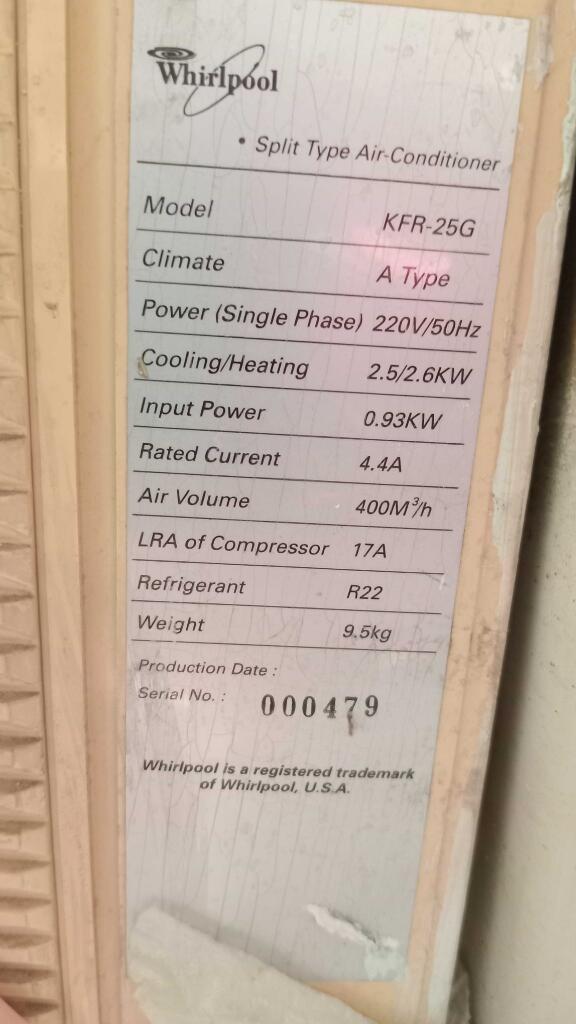 Whirlpool
• Split Type Air-Conditioner
Model KFR-25G
Climate A Type
Power (Single Phase) 220V/50Hz
Cooling/Heating 2.5/2.6KW
Input Power 0.93KW
Rated Current 4.4A
Air Volume 400M³/h
LRA of Compressor 17A
Refrigerant R22
Weight 9.5kg
Production Date :
Serial No. : 000479
Whirlpool is a registered trademark
of Whirlpool, U.S.A.